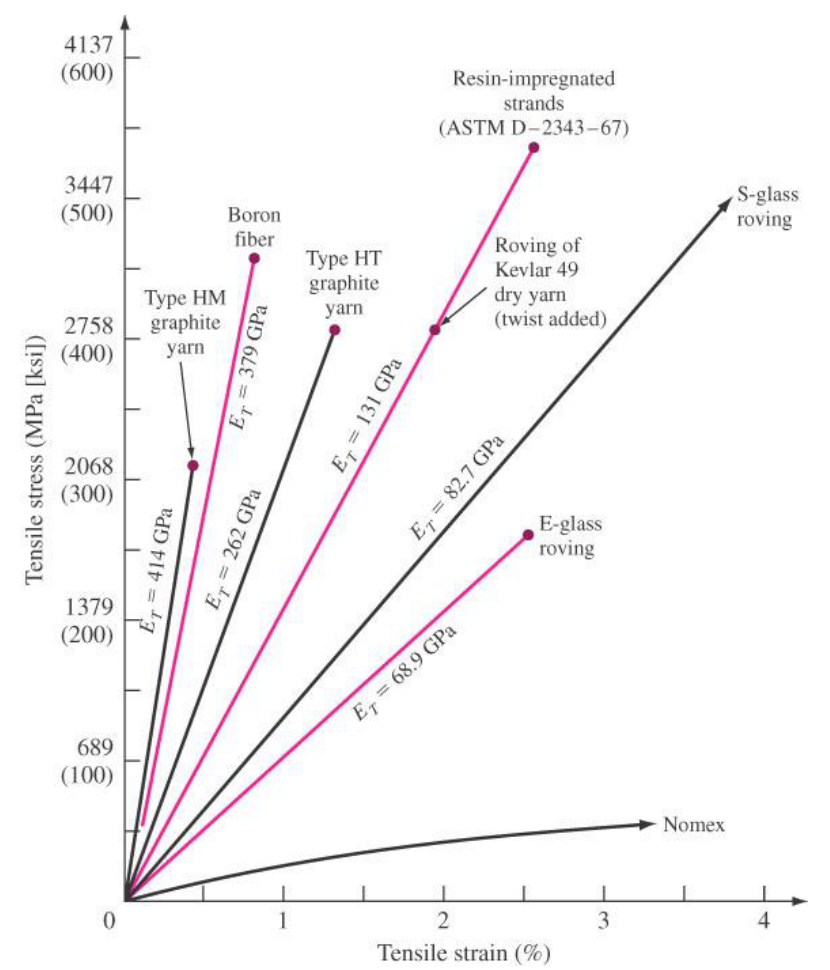 4137
(600)
3447
(500)
2758
(400)
2068
(300)
1379
(200)
689
(100)
0
1
2
3
4
Tensile stress (MPa [ksi])
Tensile strain (%)
Type HM
graphite
yarn
E_T = 414 GPa
Boron
fiber
E_T = 379 GPa
Type HT
graphite
yarn
E_T = 262 GPa
Resin-impregnated
strands
(ASTM D–2343–67)
Roving of
Kevlar 49
dry yarn
(twist added)
E_T = 131 GPa
S-glass
roving
E_T = 82.7 GPa
E-glass
roving
E_T = 68.9 GPa
Nomex